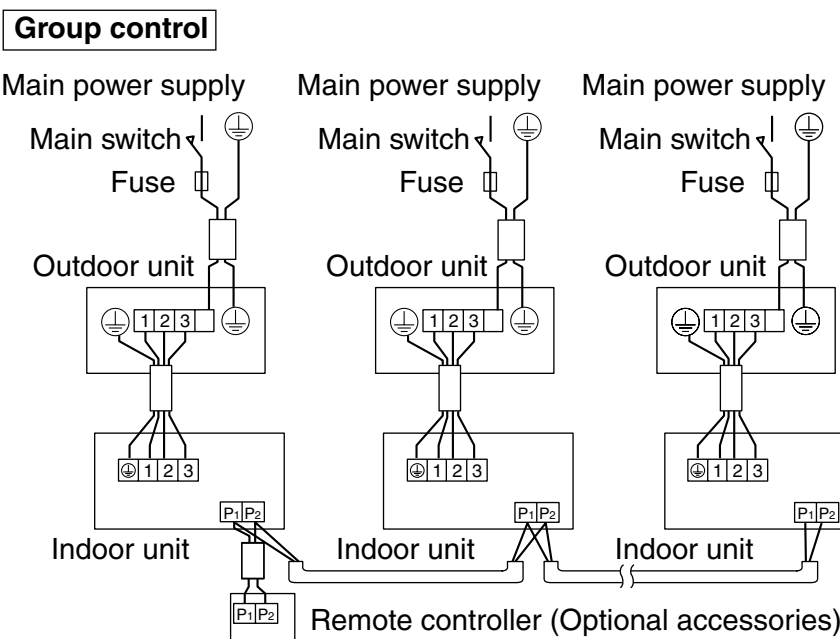 Group control
Main power supply Main power supply Main power supply
Main switch Main switch Main switch
Fuse Fuse Fuse
Outdoor unit Outdoor unit Outdoor unit
1 2 3 1 2 3 1 2 3
1 2 3 1 2 3 1 2 3
P1 P2 P1 P2 P1 P2
Indoor unit Indoor unit Indoor unit
P1 P2 Remote controller (Optional accessories)